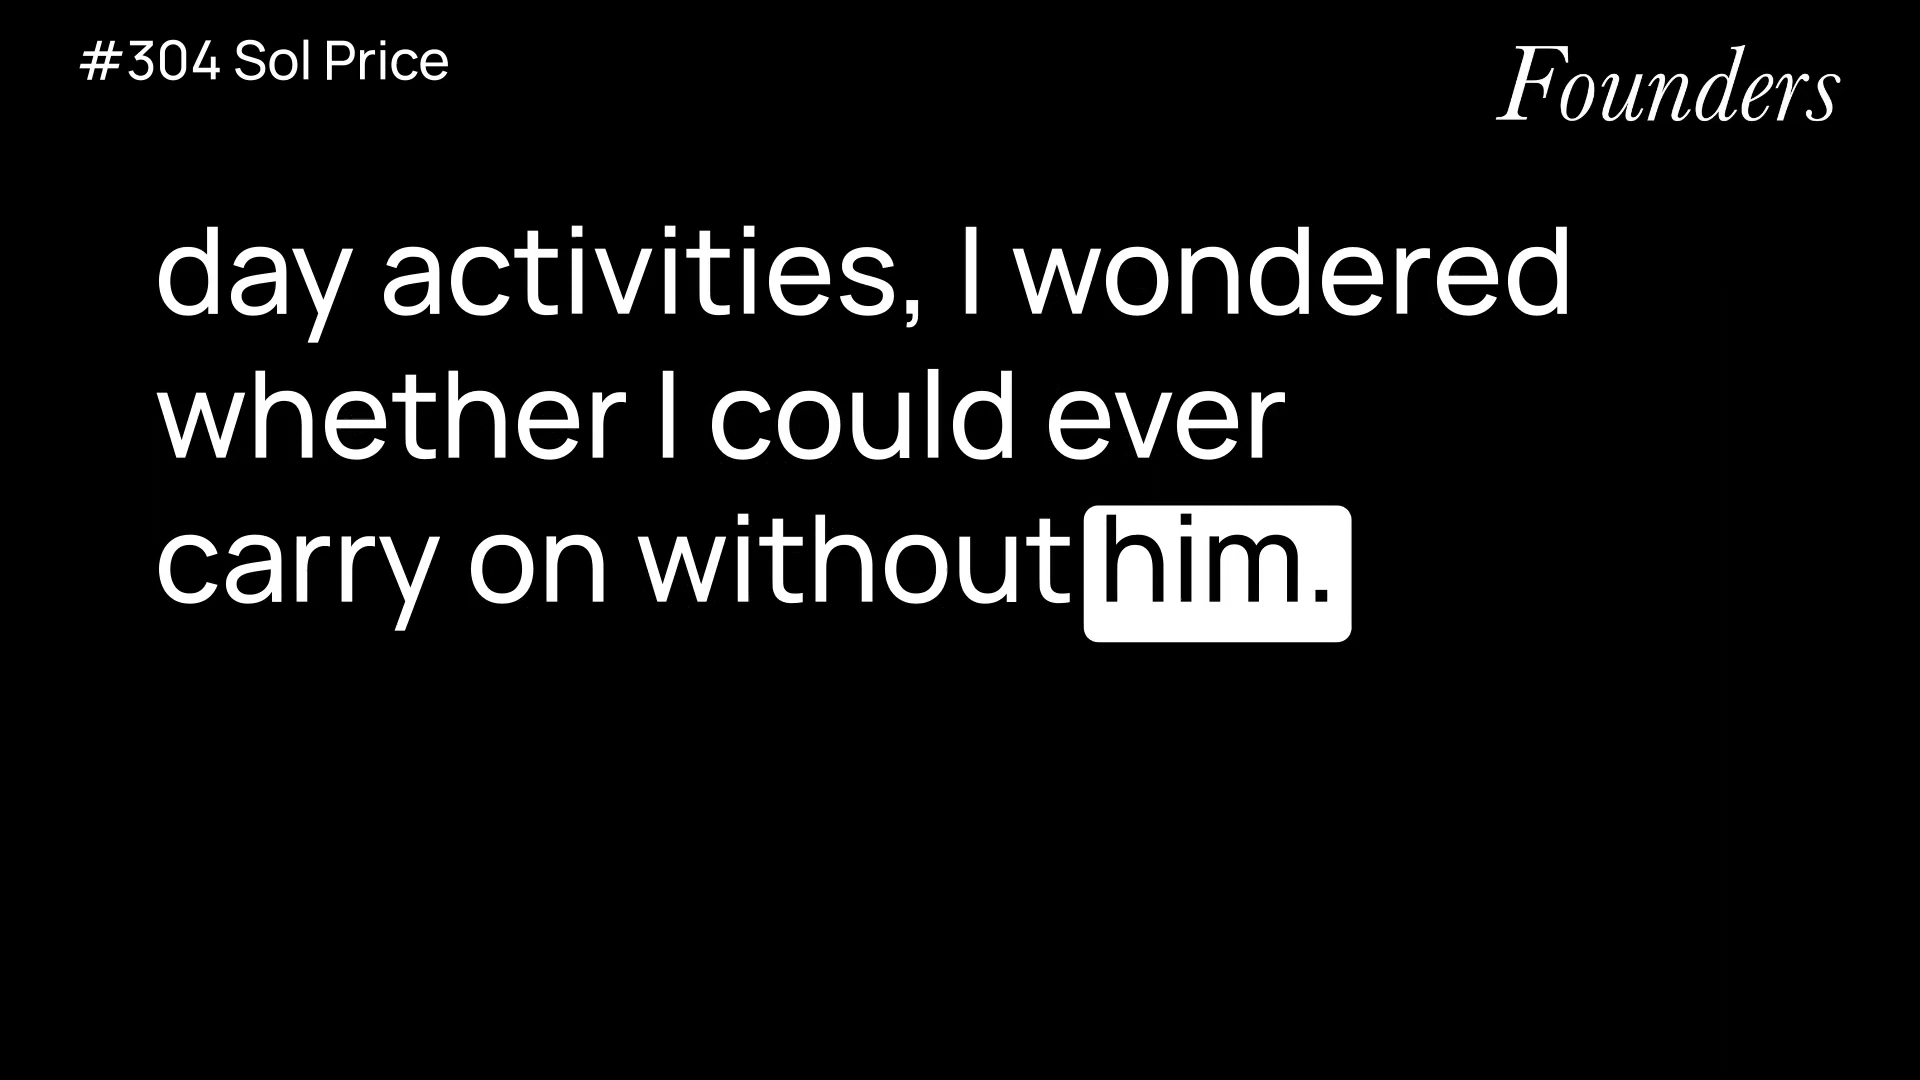 #304 Sol Price
Founders
day activities, I wondered
whether I could ever
carry on without him.